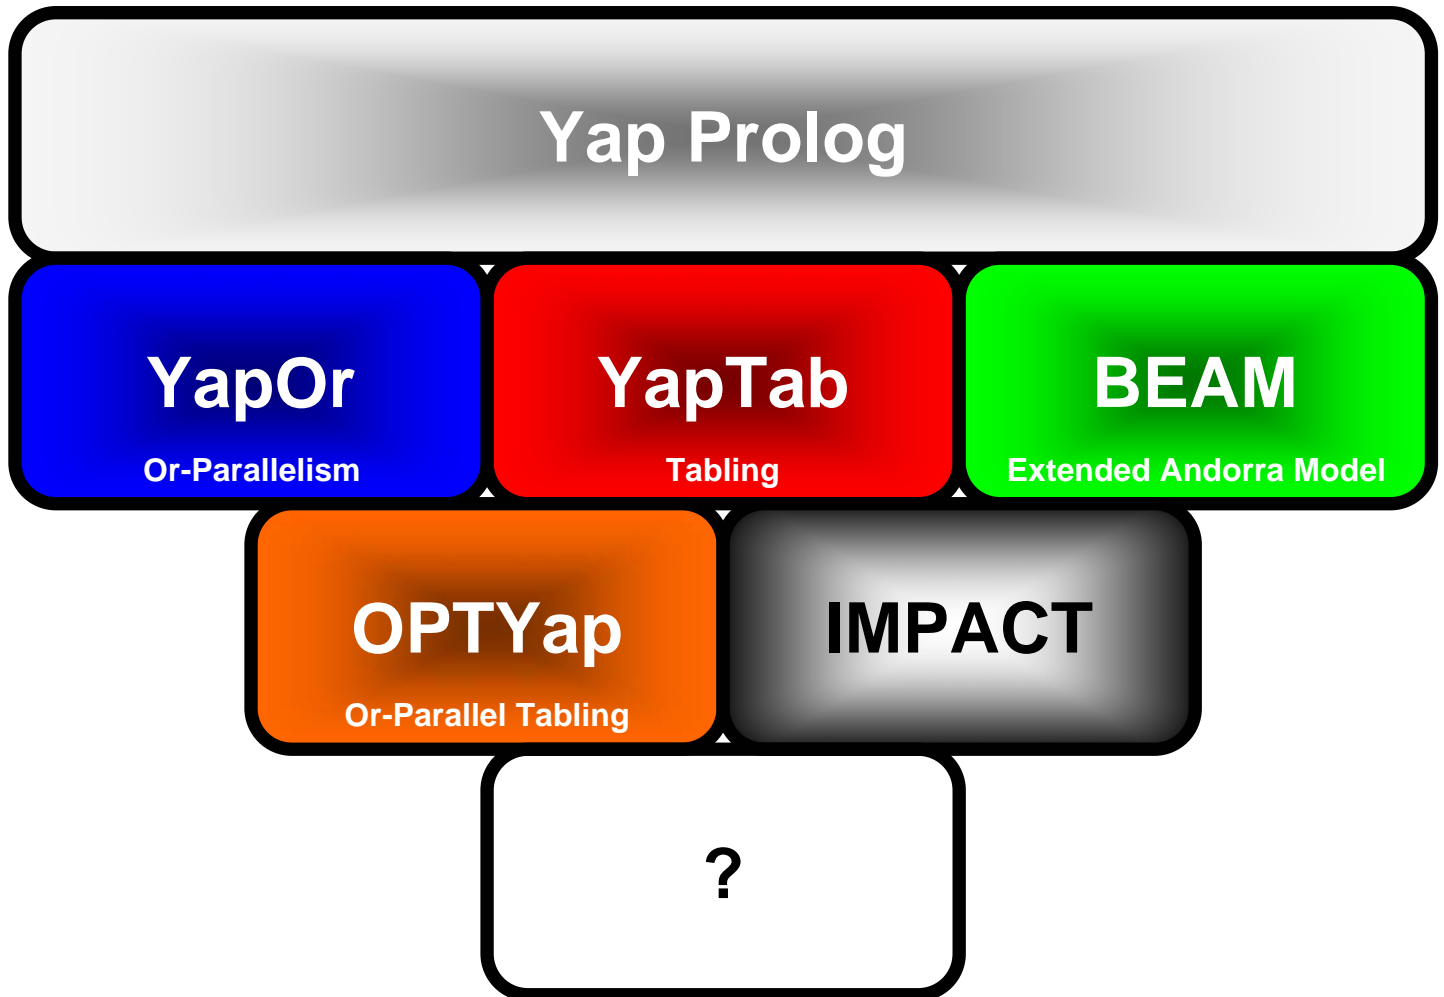 Yap Prolog
YapOr
YapTab
BEAM
Or-Parallelism
Tabling
Extended Andorra Model
OPTYap
IMPACT
Or-Parallel Tabling
?